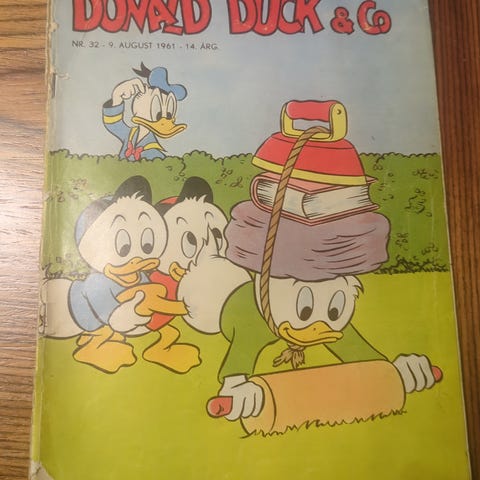 DONALD DUCK & Co
NR. 32 - 9. AUGUST 1961 - 14. ÅRG.